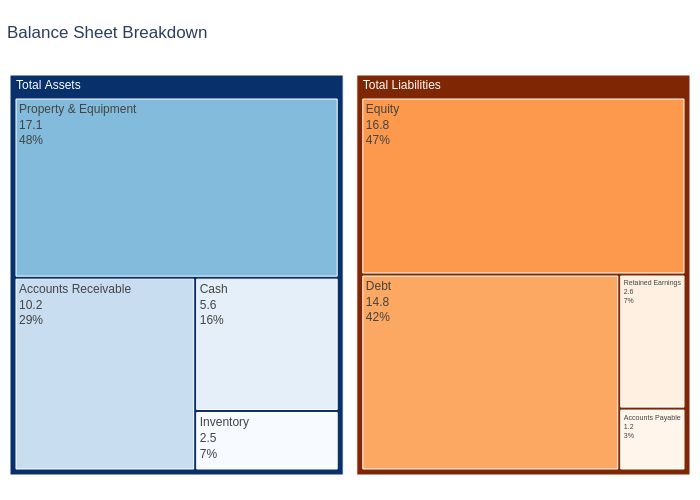 Balance Sheet Breakdown
Total Assets
Property & Equipment
17.1
48%
Accounts Receivable
10.2
29%
Cash
5.6
16%
Inventory
2.5
7%
Total Liabilities
Equity
16.8
47%
Debt
14.8
42%
Retained Earnings
2.6
7%
Accounts Payable
1.2
3%